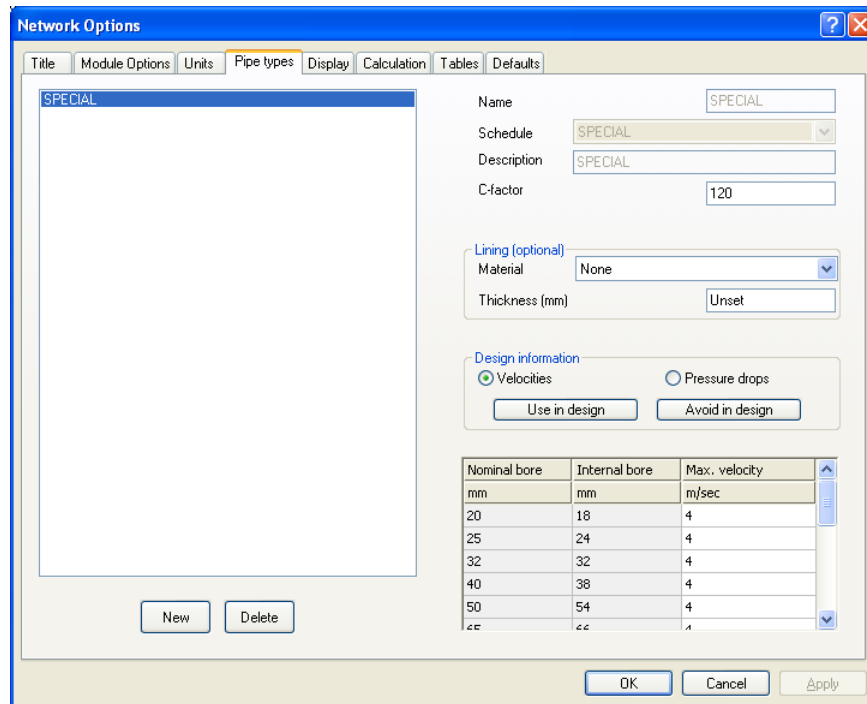 Network Options
Title Module Options Units Pipe types Display Calculation Tables Defaults
SPECIAL
Name SPECIAL
Schedule SPECIAL
Description SPECIAL
C-factor 120
Lining (optional)
Material None
Thickness (mm) Unset
Design information
Velocities Pressure drops
Use in design Avoid in design
Nominal bore Internal bore Max. velocity
mm mm m/sec
20 18 4
25 24 4
32 32 4
40 38 4
50 54 4
65 66 4
New Delete
OK Cancel Apply